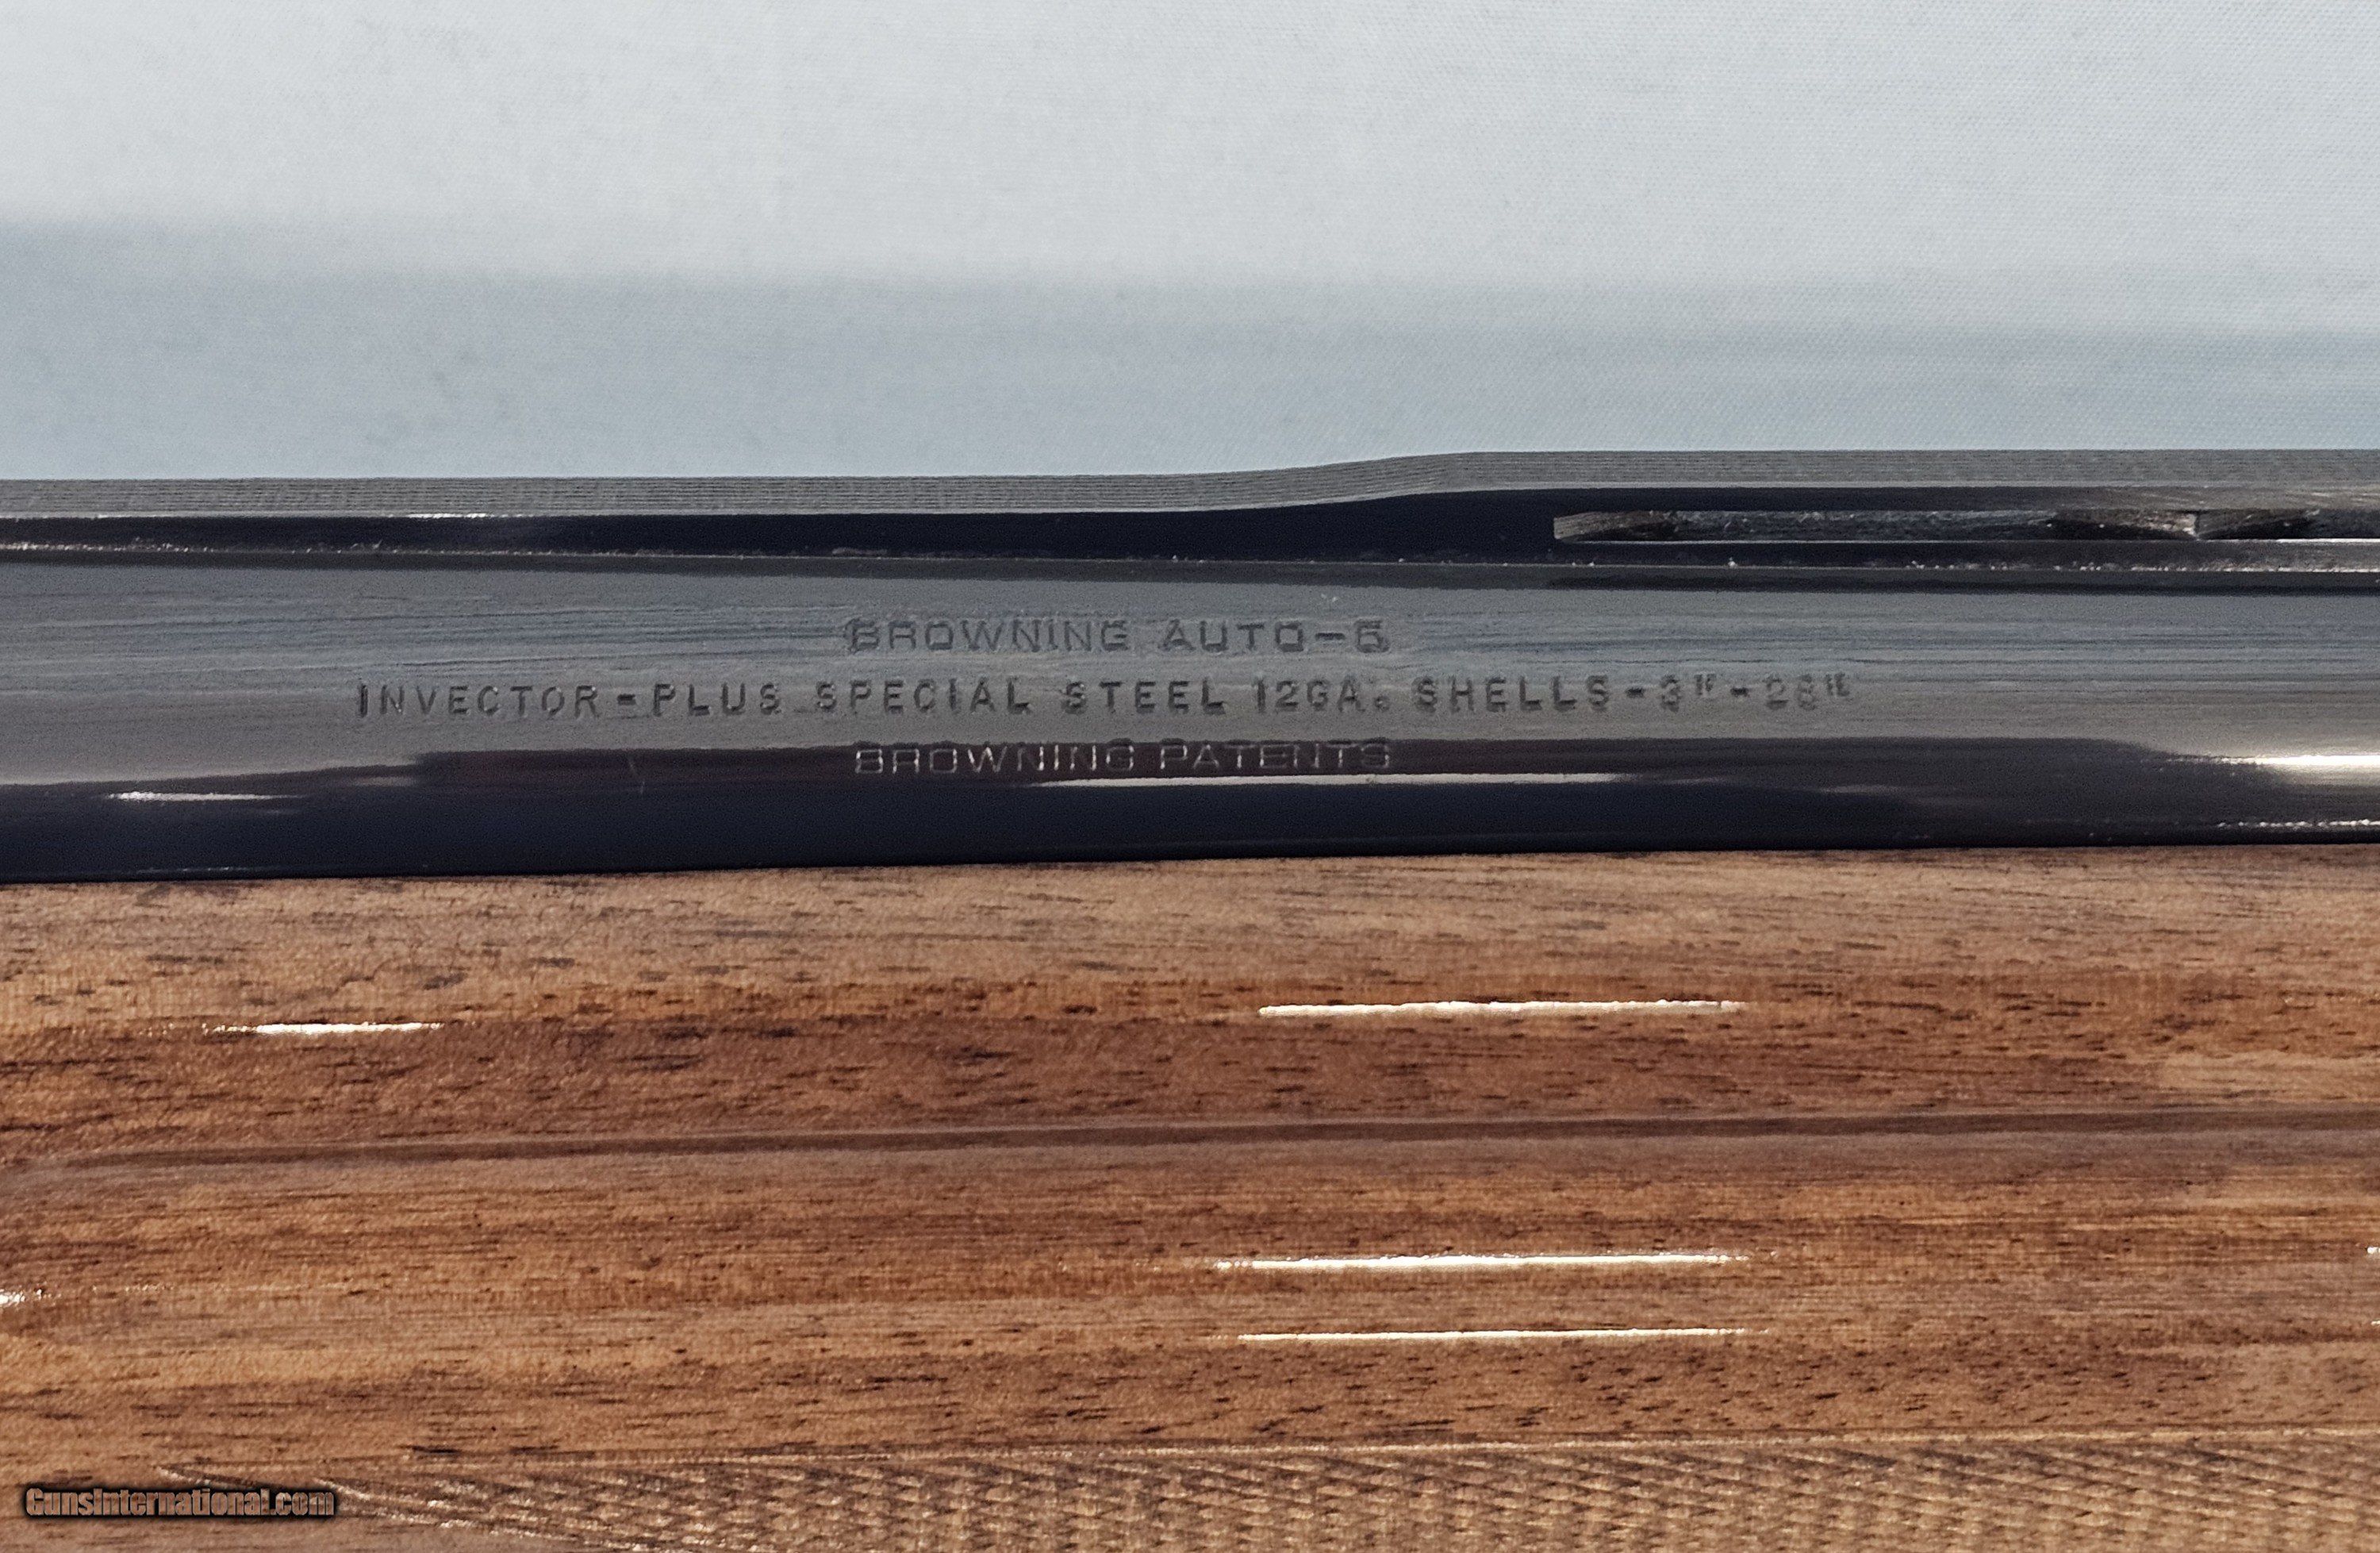 BROWNING AUTO-5
INVECTOR-PLUS SPECIAL STEEL 12GA. SHELLS-3"-28"
BROWNING PATENTS
GunsInternational.com